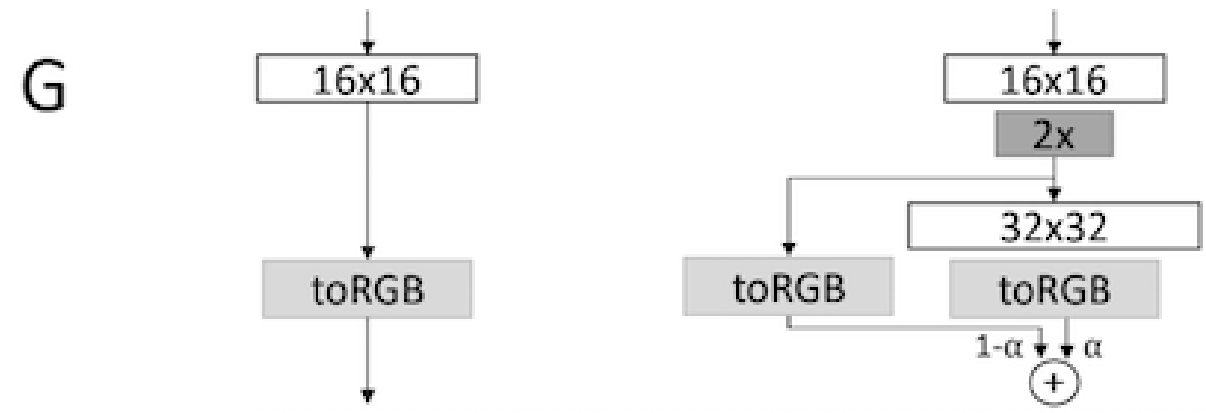 G
16x16
toRGB
16x16
2x
32x32
toRGB
toRGB
1-α
α
+